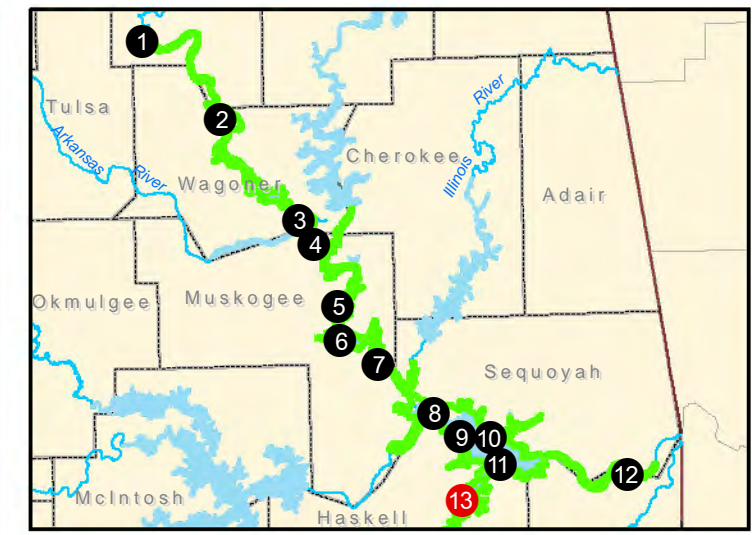 1
2
Tulsa
Arkansas
River
Wagoner
Cherokee
River
Illinois
Adair
3
4
Okmulgee
Muskogee
5
6
7
Sequoyah
8
9
10
11
12
13
McIntosh
Haskell